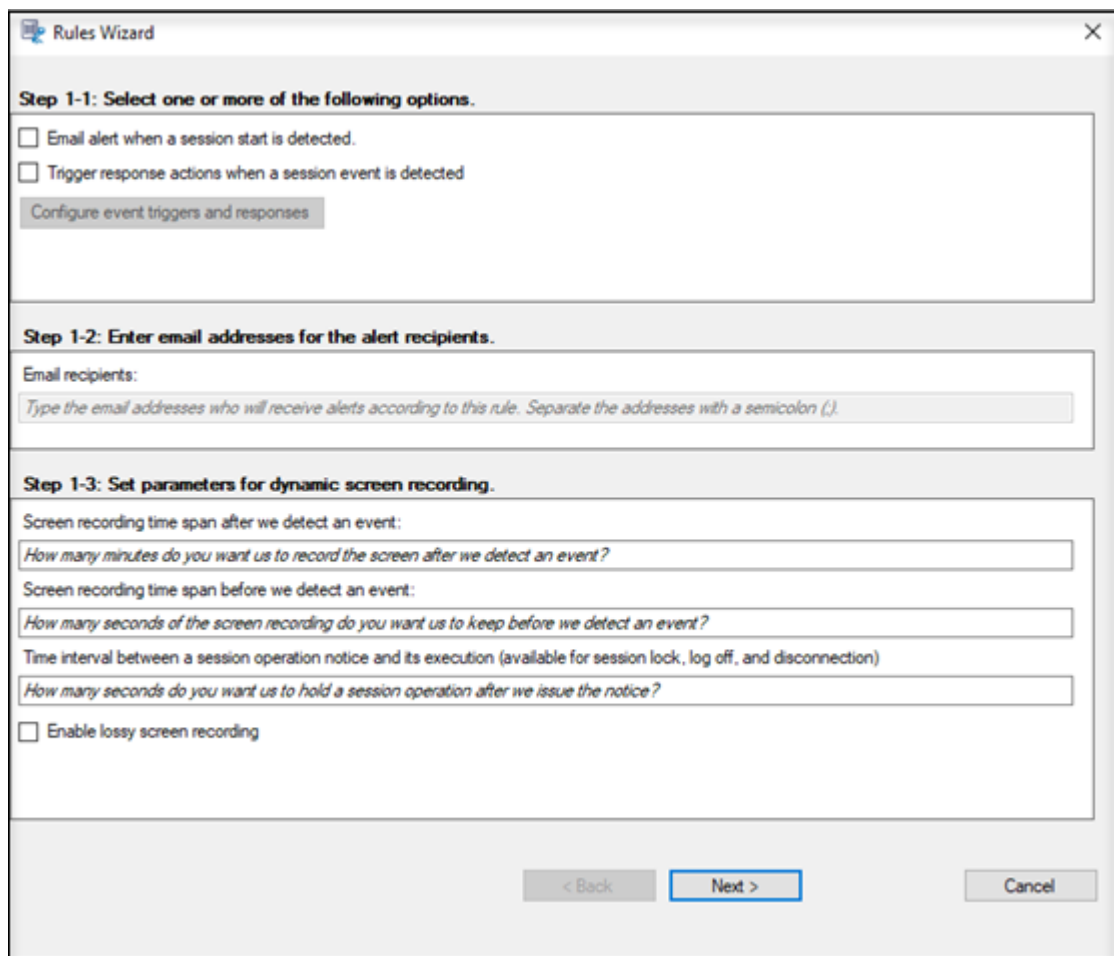 Rules Wizard
Step 1-1: Select one or more of the following options.
Email alert when a session start is detected.
Trigger response actions when a session event is detected
Configure event triggers and responses
Step 1-2: Enter email addresses for the alert recipients.
Email recipients:
Type the email addresses who will receive alerts according to this rule. Separate the addresses with a semicolon (;).
Step 1-3: Set parameters for dynamic screen recording.
Screen recording time span after we detect an event:
How many minutes do you want us to record the screen after we detect an event?
Screen recording time span before we detect an event:
How many seconds of the screen recording do you want us to keep before we detect an event?
Time interval between a session operation notice and its execution (available for session lock, log off, and disconnection)
How many seconds do you want us to hold a session operation after we issue the notice?
Enable lossy screen recording
< Back Next > Cancel